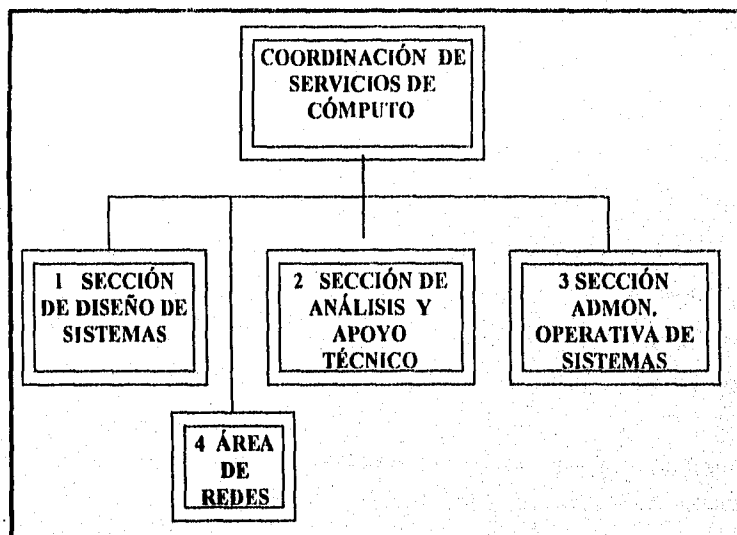 COORDINACIÓN DE
SERVICIOS DE
CÓMPUTO
1 SECCIÓN
DE DISEÑO DE
SISTEMAS
2 SECCIÓN DE
ANÁLISIS Y
APOYO
TÉCNICO
3 SECCIÓN
ADMON.
OPERATIVA DE
SISTEMAS
4 ÁREA
DE
REDES